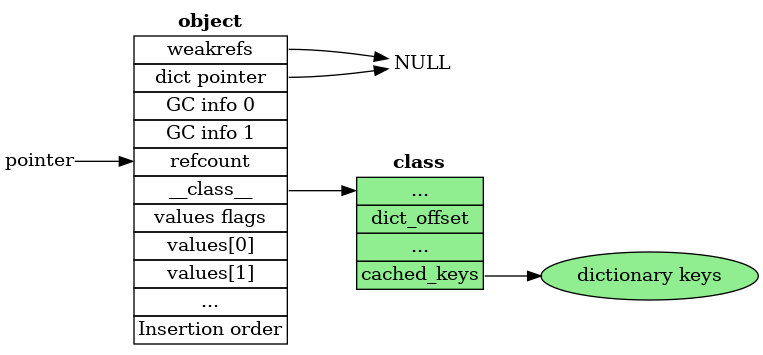 object
weakrefs
dict pointer
NULL
GC info 0
GC info 1
pointer
refcount
class
__class__
...
values flags
dict_offset
values[0]
...
values[1]
cached_keys
dictionary keys
...
Insertion order